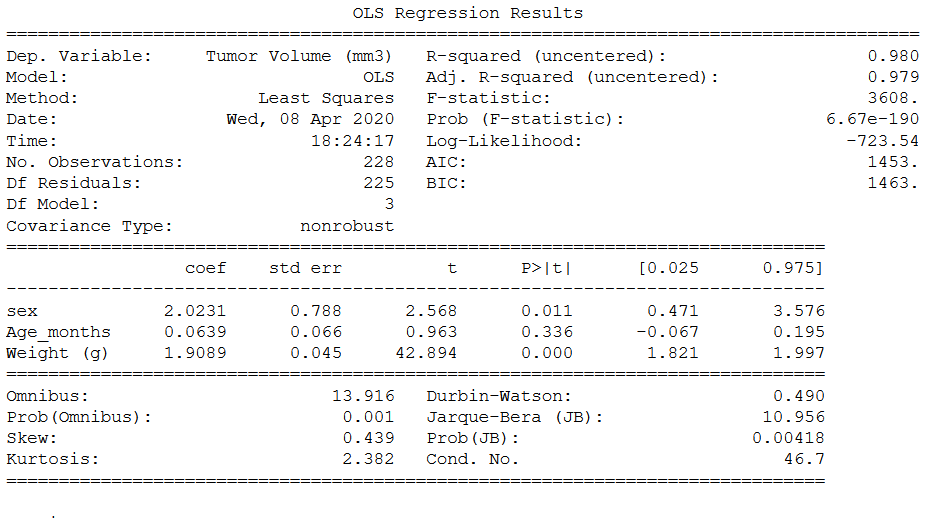 OLS Regression Results
==============================================================================
Dep. Variable: Tumor Volume (mm3) R-squared (uncentered): 0.980
Model: OLS Adj. R-squared (uncentered): 0.979
Method: Least Squares F-statistic: 3608.
Date: Wed, 08 Apr 2020 Prob (F-statistic): 6.67e-190
Time: 18:24:17 Log-Likelihood: -723.54
No. Observations: 228 AIC: 1453.
Df Residuals: 225 BIC: 1463.
Df Model: 3
Covariance Type: nonrobust
==============================================================================
coef std err t P>|t| [0.025 0.975]
------------------------------------------------------------------------------
sex 2.0231 0.788 2.568 0.011 0.471 3.576
Age_months 0.0639 0.066 0.963 0.336 -0.067 0.195
Weight (g) 1.9089 0.045 42.894 0.000 1.821 1.997
==============================================================================
Omnibus: 13.916 Durbin-Watson: 0.490
Prob(Omnibus): 0.001 Jarque-Bera (JB): 10.956
Skew: 0.439 Prob(JB): 0.00418
Kurtosis: 2.382 Cond. No. 46.7
==============================================================================